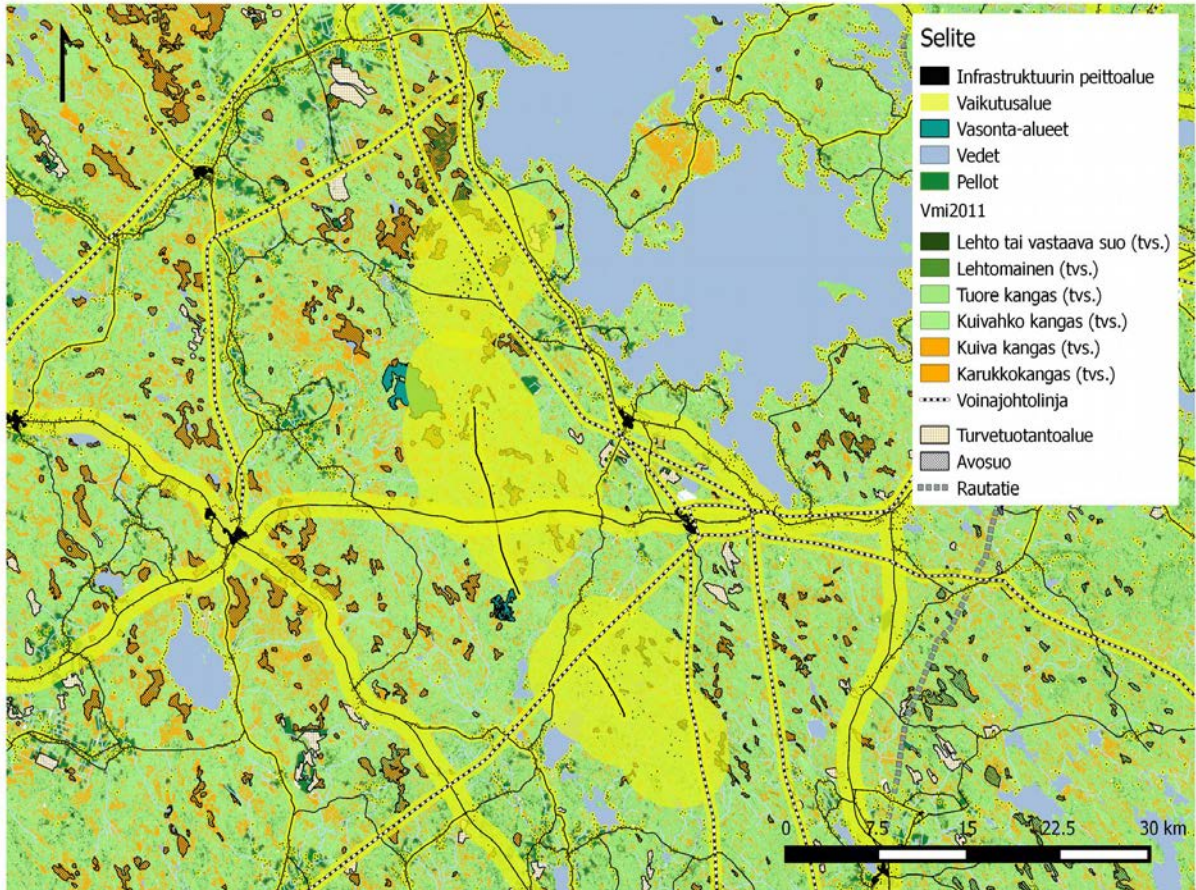 Selite
Infrastruktuurin peittoalue
Vaikutusalue
Vasonta-alueet
Vedet
Pellot
Vmi2011
Lehto tai vastaava suo (tvs.)
Lehtomainen (tvs.)
Tuore kangas (tvs.)
Kuivahko kangas (tvs.)
Kuiva kangas (tvs.)
Karukkokangas (tvs.)
Voinajohtolinja
Turvetuotantoalue
Avosuo
Rautatie
0 7.5 15 22.5 30 km